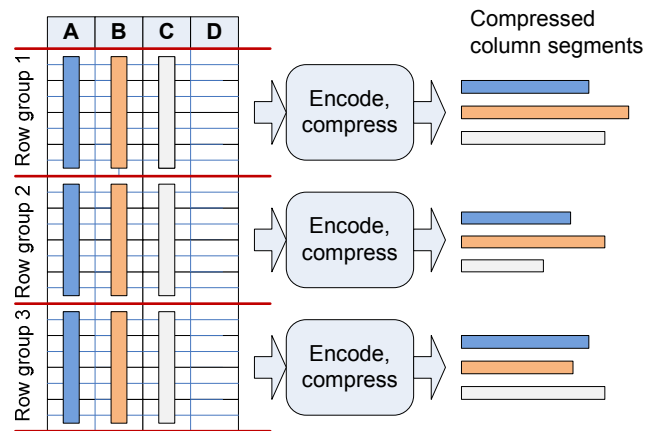 A B C D
Compressed
column segments
Row group 1
Encode,
compress
Row group 2
Encode,
compress
Row group 3
Encode,
compress